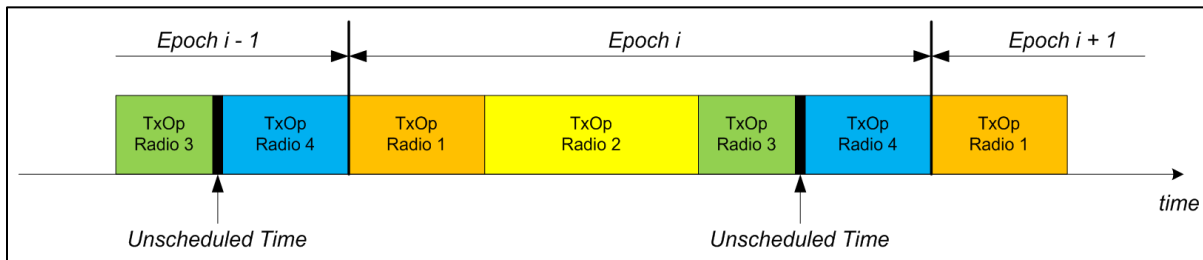 Epoch i - 1
Epoch i
Epoch i + 1
TxOp
Radio 3
TxOp
Radio 4
TxOp
Radio 1
TxOp
Radio 2
TxOp
Radio 3
TxOp
Radio 4
TxOp
Radio 1
time
Unscheduled Time
Unscheduled Time